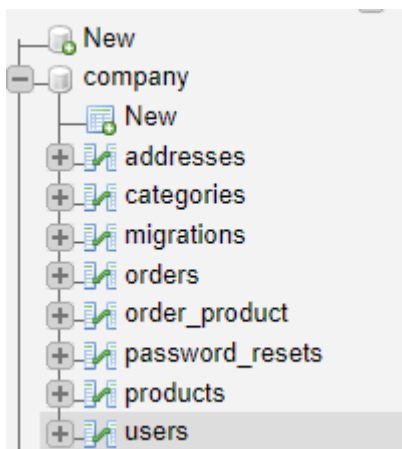 New
company
New
addresses
categories
migrations
orders
order_product
password_resets
products
users